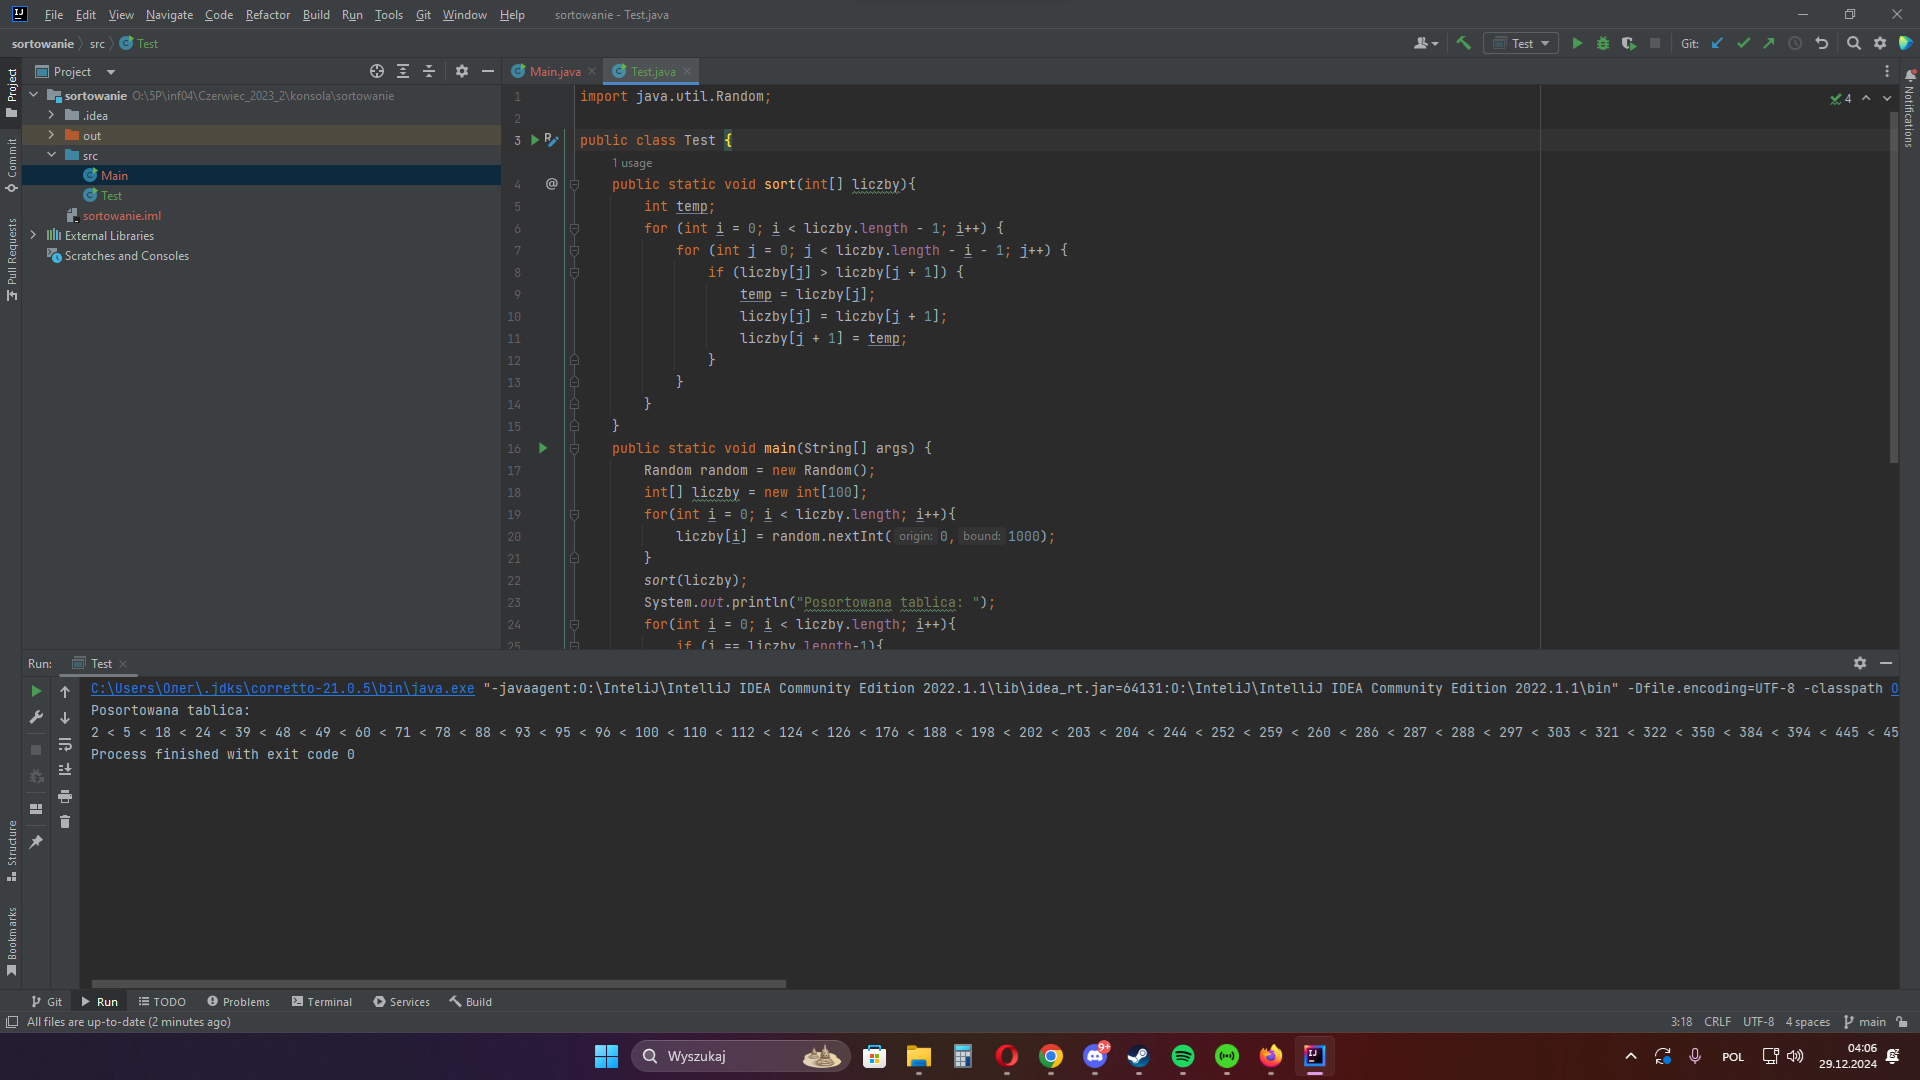 File Edit View Navigate Code Refactor Build Run Tools Git Window Help sortowanie - Test.java
sortowanie src Test
Test
Git:
Project
Main.java
Test.java
Project
Commit
Pull Requests
Structure
Bookmarks
Notifications
sortowanie O:\5P\inf04\Czerwiec_2023_2\konsola\sortowanie
.idea
out
src
Main
Test
sortowanie.iml
External Libraries
Scratches and Consoles
4
1 import java.util.Random;
2
3 public class Test {
1 usage
4 @ public static void sort(int[] liczby){
5 int temp;
6 for (int i = 0; i < liczby.length - 1; i++) {
7 for (int j = 0; j < liczby.length - i - 1; j++) {
8 if (liczby[j] > liczby[j + 1]) {
9 temp = liczby[j];
10 liczby[j] = liczby[j + 1];
11 liczby[j + 1] = temp;
12 }
13 }
14 }
15 }
16 public static void main(String[] args) {
17 Random random = new Random();
18 int[] liczby = new int[100];
19 for(int i = 0; i < liczby.length; i++){
20 liczby[i] = random.nextInt( origin: 0, bound: 1000);
21 }
22 sort(liczby);
23 System.out.println("Posortowana tablica: ");
24 for(int i = 0; i < liczby.length; i++){
25 if (i == liczby.length-1){
Run: Test
C:\Users\Oner\.jdks\corretto-21.0.5\bin\java.exe "-javaagent:O:\InteliJ\IntelliJ IDEA Community Edition 2022.1.1\lib\idea_rt.jar=64131:O:\InteliJ\IntelliJ IDEA Community Edition 2022.1.1\bin" -Dfile.encoding=UTF-8 -classpath O
Posortowana tablica:
2 < 5 < 18 < 24 < 39 < 48 < 49 < 60 < 71 < 78 < 88 < 93 < 95 < 96 < 100 < 110 < 112 < 124 < 126 < 176 < 188 < 198 < 202 < 203 < 204 < 244 < 252 < 259 < 260 < 286 < 287 < 288 < 297 < 303 < 321 < 322 < 350 < 384 < 394 < 445 < 45
Process finished with exit code 0
Git Run TODO Problems Terminal Services Build
All files are up-to-date (2 minutes ago)
3:18 CRLF UTF-8 4 spaces main
Wyszukaj
9+
POL
04:06
29.12.2024